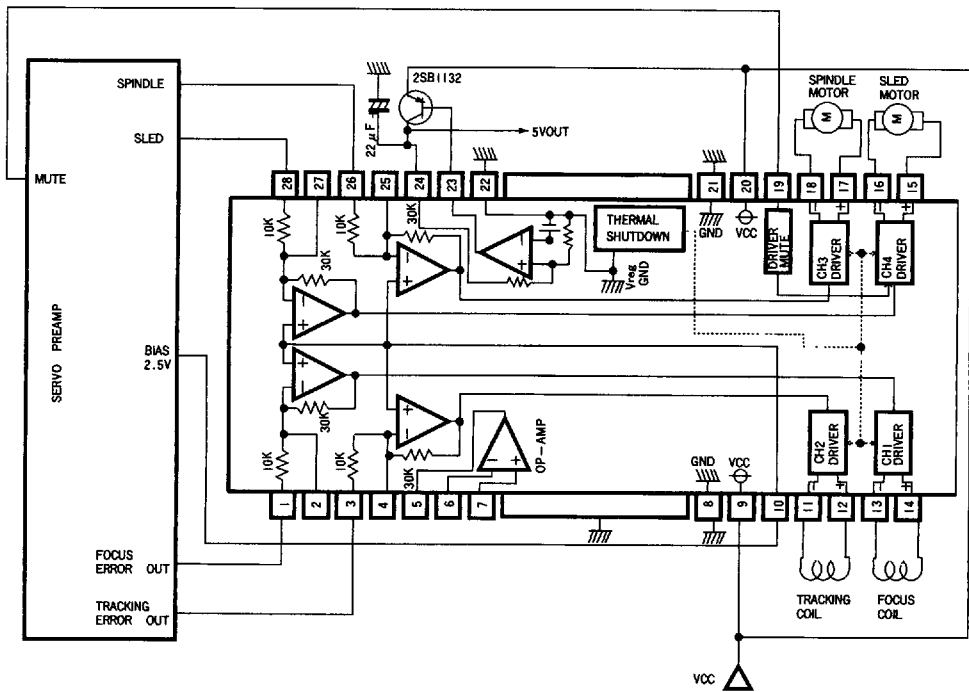 SERVO PREAMP
SPINDLE
SLED
MUTE
BIAS
2.5V
FOCUS
ERROR OUT
TRACKING
ERROR OUT
22μF
2SB1132
5VOUT
SPINDLE
MOTOR
M
SLED
MOTOR
M
28
27
26
25
24
23
22
21
20
19
18
17
16
15
10K
30K
10K
30K
THERMAL
SHUTDOWN
Vreg
GND
GND
VCC
DRIVER
MUTE
CH3
DRIVER
CH4
DRIVER
10K
30K
10K
30K
OP-AMP
GND
VCC
CH2
DRIVER
CH1
DRIVER
1
2
3
4
5
6
7
8
9
10
11
12
13
14
TRACKING
COIL
FOCUS
COIL
VCC